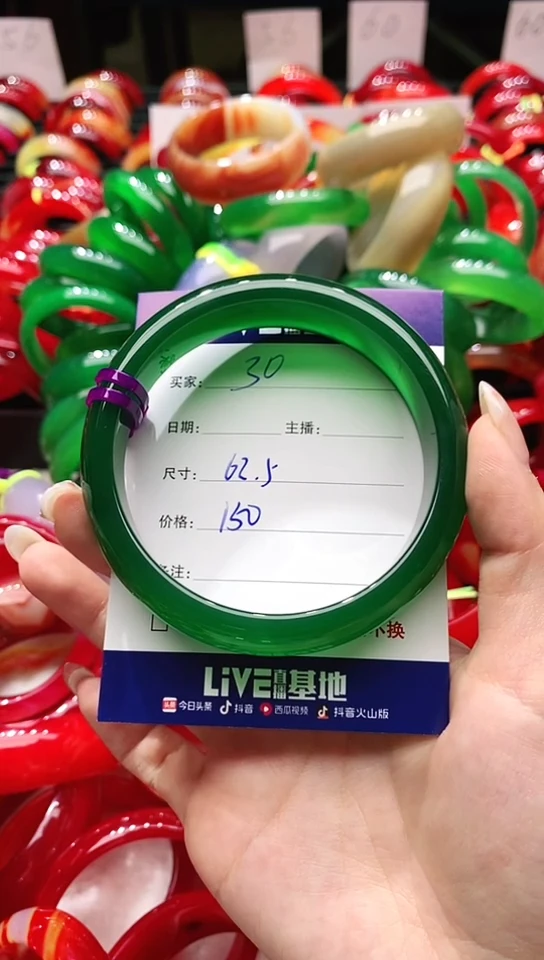 买家: 30
日期: 主播:
尺寸: 62.5
价格: 150
注:
不换
LIVE直播基地
今日头条 抖音 西瓜视频 抖音火山版